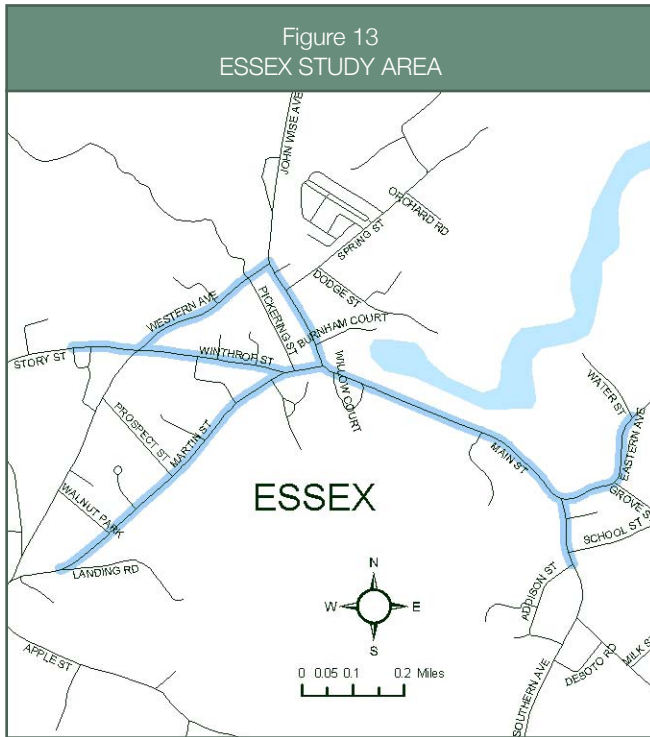 Figure 13
ESSEX STUDY AREA
JOHN WISE AVE
ORCHARD RD
SPRING ST
DODGE ST
WESTERN AVE
PICKERING ST
BURNHAM COURT
STORY ST
WINTHROP ST
WILLOW COURT
WATER ST
PROSPECT ST
MARTIN ST
MAIN ST
EASTERN AVE
GROVE S
ESSEX
WALNUT PARK
SCHOOL ST
LANDING RD
ADDISON ST
N
W
E
S
APPLE ST
DESOTO RD
MILK S
SOUTHERN AVE
0 0.05 0.1 0.2 Miles